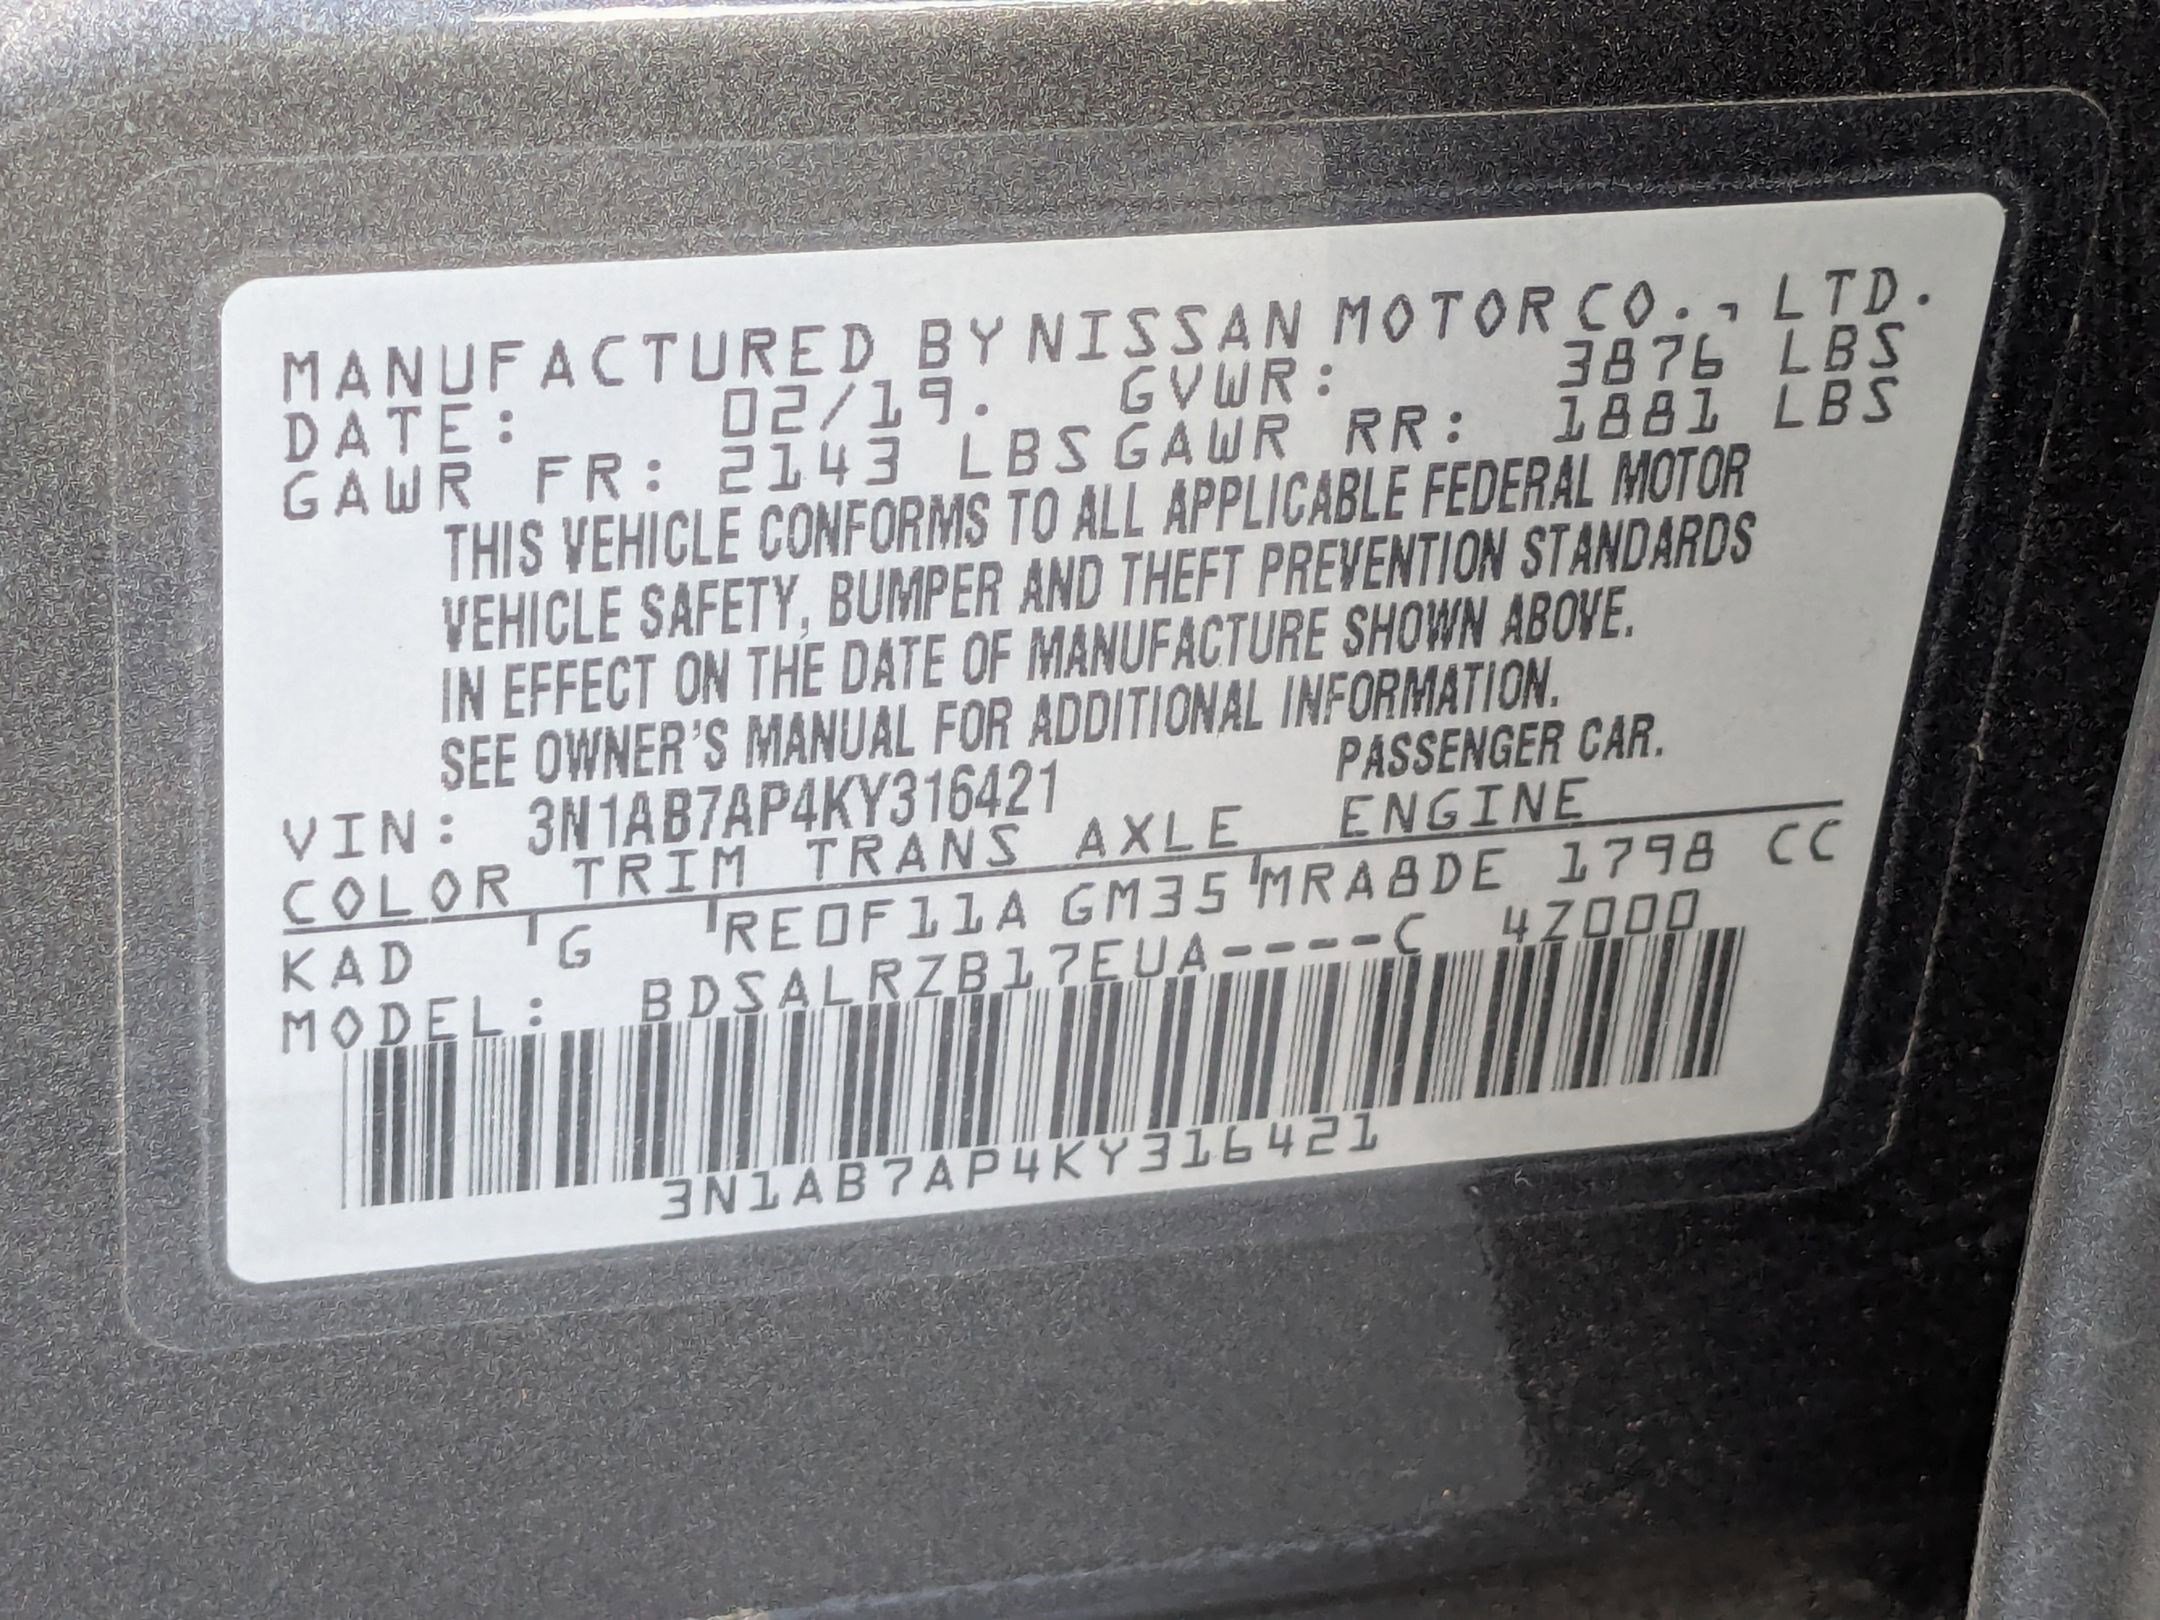 MANUFACTURED BY NISSAN MOTOR CO., LTD.
DATE: 02/19. GVWR: 3876 LBS
GAWR FR: 2143 LBS GAWR RR: 1881 LBS
THIS VEHICLE CONFORMS TO ALL APPLICABLE FEDERAL MOTOR
VEHICLE SAFETY, BUMPER AND THEFT PREVENTION STANDARDS
IN EFFECT ON THE DATE OF MANUFACTURE SHOWN ABOVE.
SEE OWNER'S MANUAL FOR ADDITIONAL INFORMATION.
VIN: 3N1AB7AP4KY316421 PASSENGER CAR.
COLOR TRIM TRANS AXLE ENGINE
KAD G RE0F11A GM35 MRA8DE 1798 CC
MODEL: BDSALRZB17EUA----C 4Z000
3N1AB7AP4KY316421